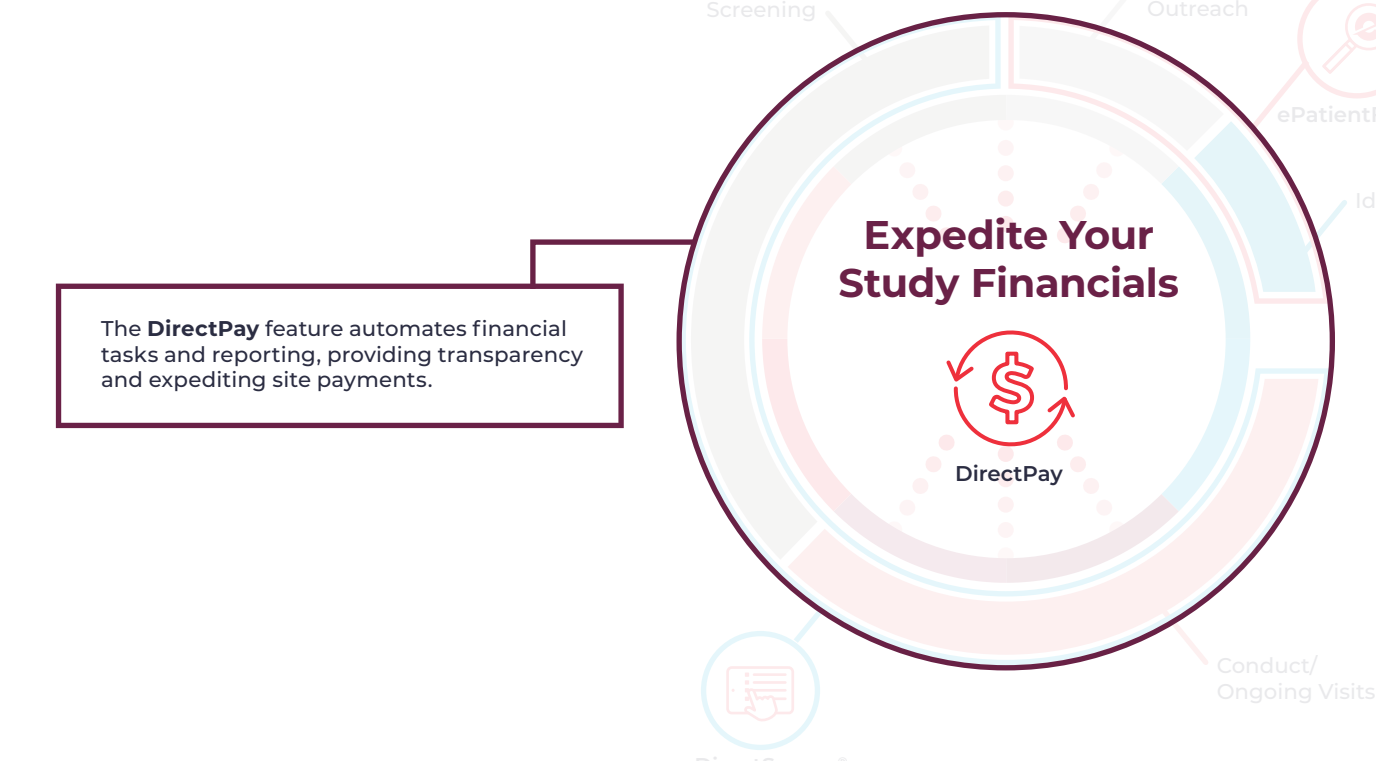 Screening
Outreach
Expedite Your
Study Financials
The DirectPay feature automates financial
tasks and reporting, providing transparency
and expediting site payments.
DirectPay
Conduct/
Ongoing Visits